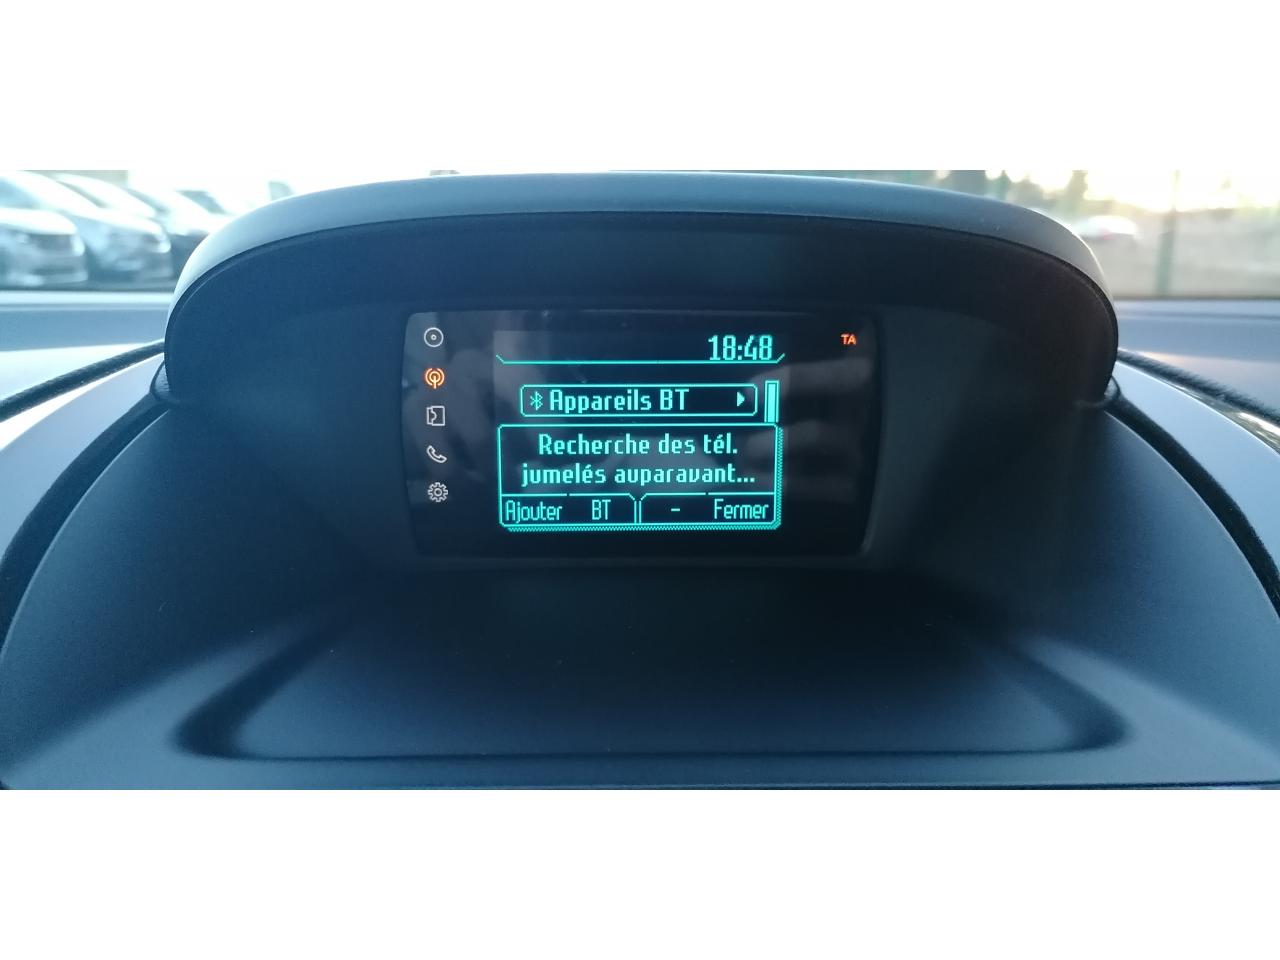 18:48
TA
Appareils BT
Recherche des tél.
jumelés auparavant...
Ajouter BT - Fermer